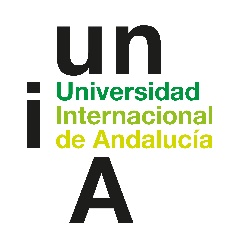 un
i
Universidad
Internacional
de Andalucía
A